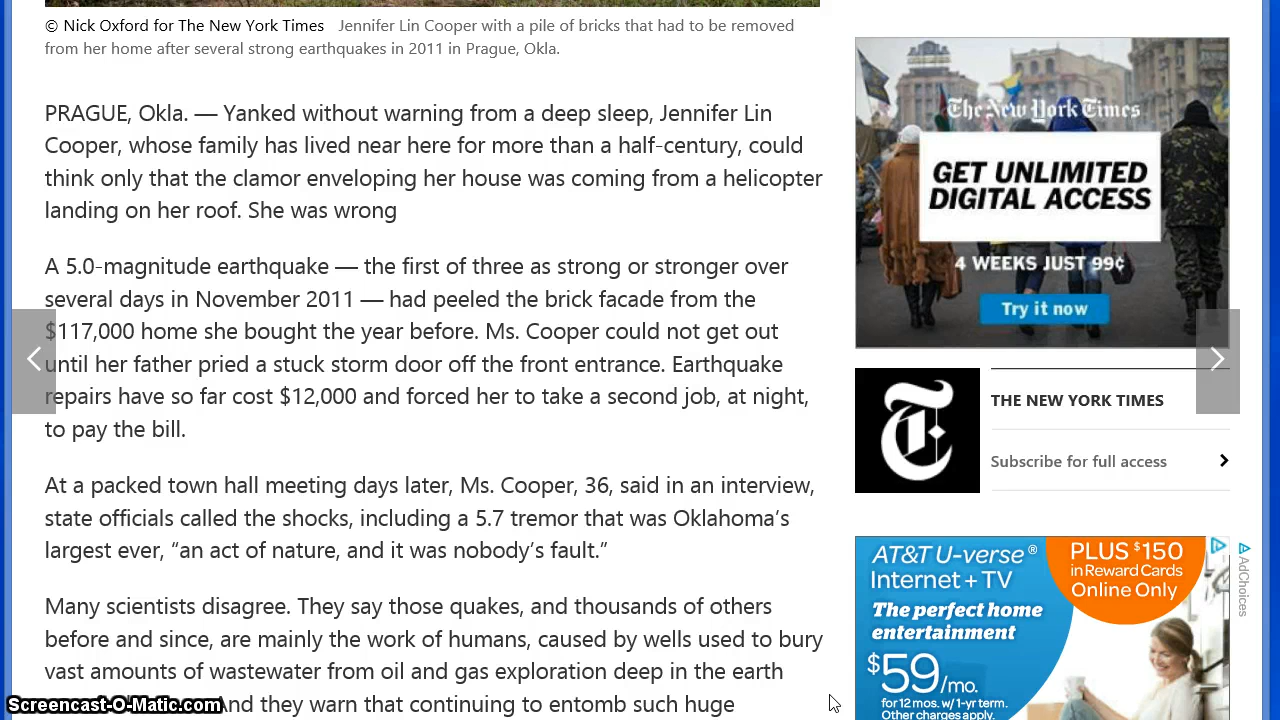 © Nick Oxford for The New York Times Jennifer Lin Cooper with a pile of bricks that had to be removed
from her home after several strong earthquakes in 2011 in Prague, Okla.
PRAGUE, Okla. — Yanked without warning from a deep sleep, Jennifer Lin
Cooper, whose family has lived near here for more than a half-century, could
think only that the clamor enveloping her house was coming from a helicopter
landing on her roof. She was wrong
A 5.0-magnitude earthquake — the first of three as strong or stronger over
several days in November 2011 — had peeled the brick facade from the
$117,000 home she bought the year before. Ms. Cooper could not get out
until her father pried a stuck storm door off the front entrance. Earthquake
repairs have so far cost $12,000 and forced her to take a second job, at night,
to pay the bill.
At a packed town hall meeting days later, Ms. Cooper, 36, said in an interview,
state officials called the shocks, including a 5.7 tremor that was Oklahoma's
largest ever, “an act of nature, and it was nobody's fault.”
Many scientists disagree. They say those quakes, and thousands of others
before and since, are mainly the work of humans, caused by wells used to bury
vast amounts of wastewater from oil and gas exploration deep in the earth
And they warn that continuing to entomb such huge
Screencast-O-Matic.com
The New York Times
GET UNLIMITED
DIGITAL ACCESS
4 WEEKS JUST 99¢
Try it now
THE NEW YORK TIMES
Subscribe for full access
AT&T U-verse®
Internet + TV
The perfect home
entertainment
$59/mo.
for 12 mos. w/1-yr term.
Other charges apply.
PLUS $150
in Reward Cards
Online Only
AdChoices